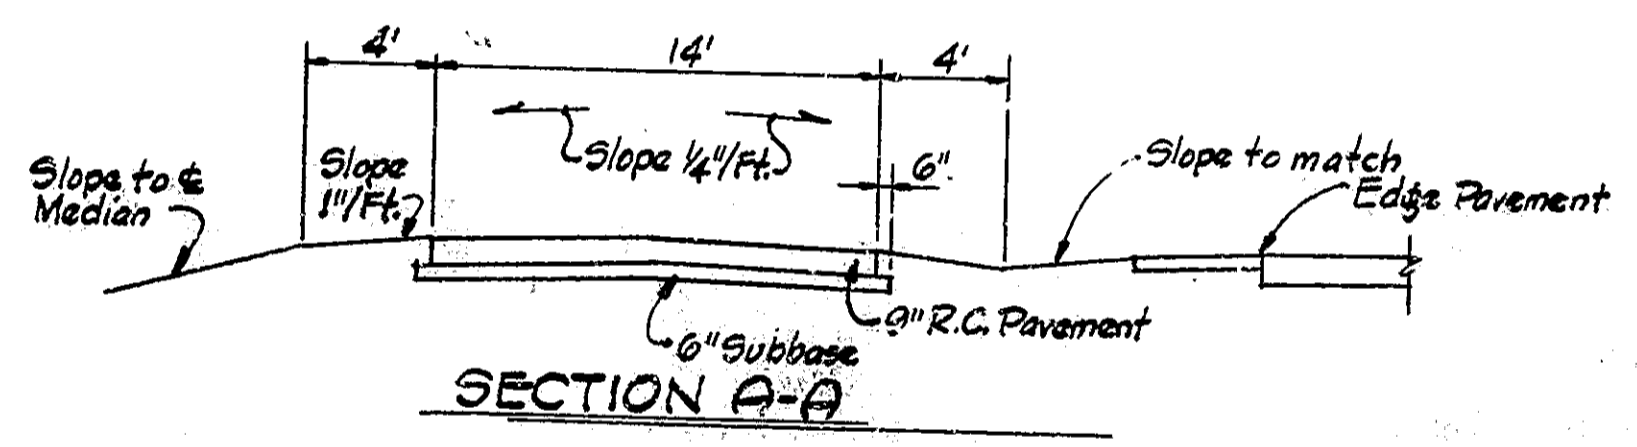 4'
14'
4'
Slope 1/4"/Ft.
6"
Slope to match
Edge Pavement
Slope to ℄
Median
Slope
1"/Ft.
9" R.C. Pavement
6" Subbase
SECTION A-A